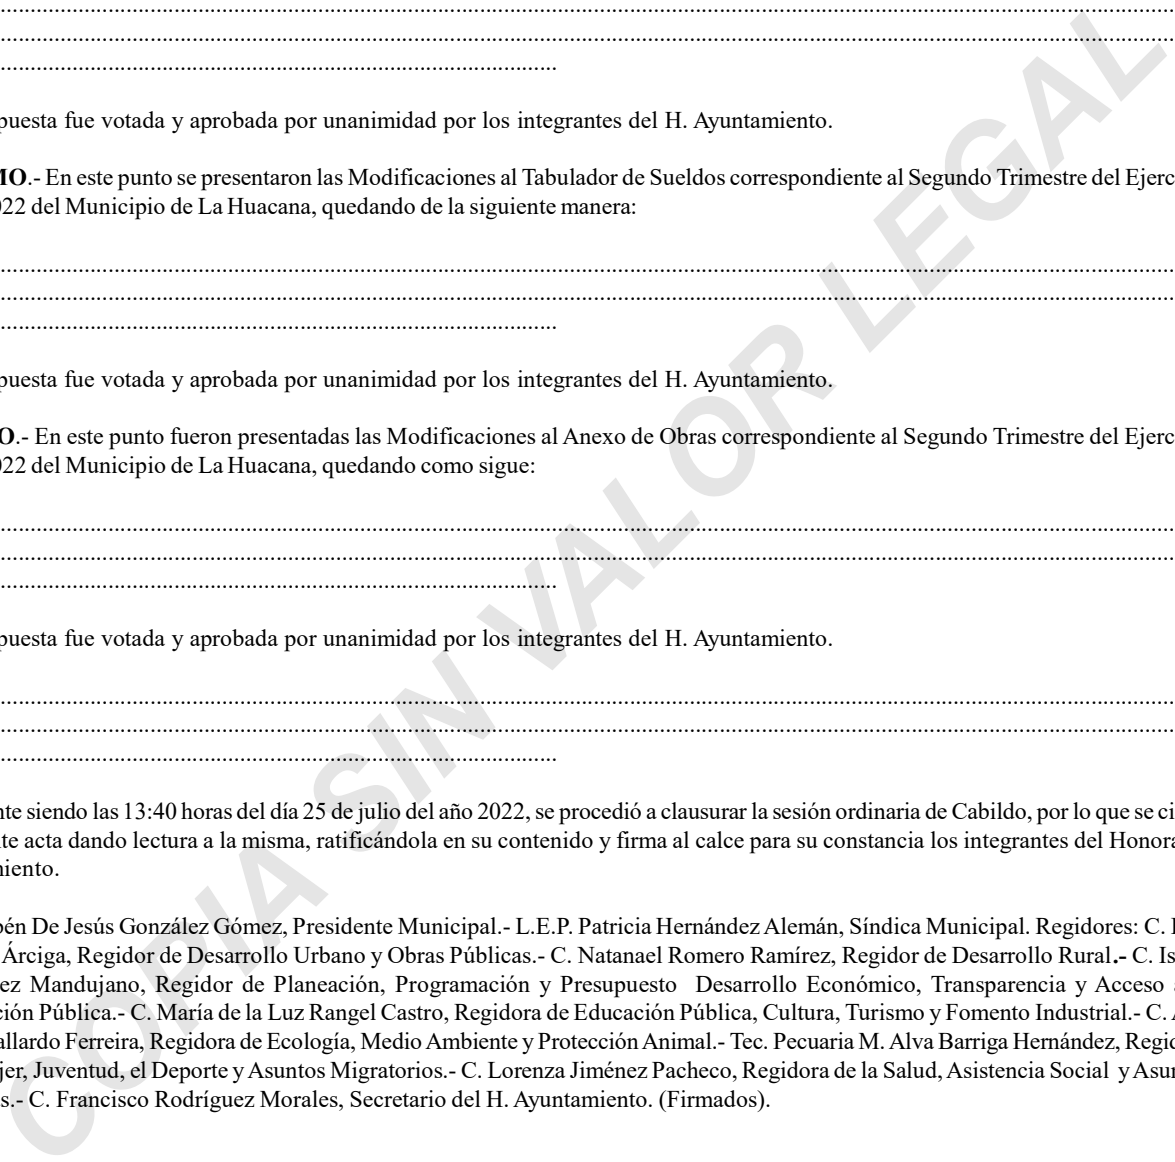 puesta fue votada y aprobada por unanimidad por los integrantes del H. Ayuntamiento.
MO.- En este punto se presentaron las Modificaciones al Tabulador de Sueldos correspondiente al Segundo Trimestre del Ejerc
022 del Municipio de La Huacana, quedando de la siguiente manera:
puesta fue votada y aprobada por unanimidad por los integrantes del H. Ayuntamiento.
O.- En este punto fueron presentadas las Modificaciones al Anexo de Obras correspondiente al Segundo Trimestre del Ejerc
022 del Municipio de La Huacana, quedando como sigue:
puesta fue votada y aprobada por unanimidad por los integrantes del H. Ayuntamiento.
nte siendo las 13:40 horas del día 25 de julio del año 2022, se procedió a clausurar la sesión ordinaria de Cabildo, por lo que se ci
te acta dando lectura a la misma, ratificándola en su contenido y firma al calce para su constancia los integrantes del Honora
miento.
bén De Jesús González Gómez, Presidente Municipal.- L.E.P. Patricia Hernández Alemán, Síndica Municipal. Regidores: C.
Árciga, Regidor de Desarrollo Urbano y Obras Públicas.- C. Natanael Romero Ramírez, Regidor de Desarrollo Rural.- C. Is
ez Mandujano, Regidor de Planeación, Programación y Presupuesto Desarrollo Económico, Transparencia y Acceso
ción Pública.- C. María de la Luz Rangel Castro, Regidora de Educación Pública, Cultura, Turismo y Fomento Industrial.- C. A
allardo Ferreira, Regidora de Ecología, Medio Ambiente y Protección Animal.- Tec. Pecuaria M. Alva Barriga Hernández, Regid
jer, Juventud, el Deporte y Asuntos Migratorios.- C. Lorenza Jiménez Pacheco, Regidora de la Salud, Asistencia Social y Asun
s.- C. Francisco Rodríguez Morales, Secretario del H. Ayuntamiento. (Firmados).
COPIA SIN VALOR LEGAL